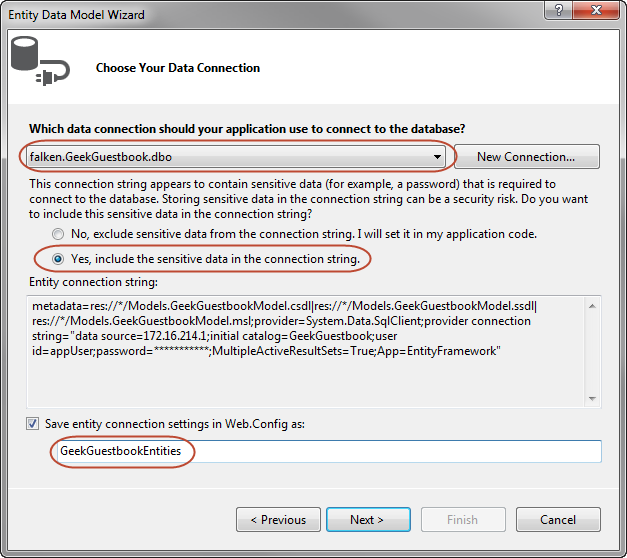 Entity Data Model Wizard
?
Choose Your Data Connection
Which data connection should your application use to connect to the database?
falken.GeekGuestbook.dbo
New Connection...
This connection string appears to contain sensitive data (for example, a password) that is required to
connect to the database. Storing sensitive data in the connection string can be a security risk. Do you want
to include this sensitive data in the connection string?
No, exclude sensitive data from the connection string. I will set it in my application code.
Yes, include the sensitive data in the connection string.
Entity connection string:
metadata=res://*/Models.GeekGuestbookModel.csdl|res://*/Models.GeekGuestbookModel.ssdl|
res://*/Models.GeekGuestbookModel.msl;provider=System.Data.SqlClient;provider connection
string="data source=172.16.214.1;initial catalog=GeekGuestbook;user
id=appUser;password=***********;MultipleActiveResultSets=True;App=EntityFramework"
Save entity connection settings in Web.Config as:
GeekGuestbookEntities
< Previous
Next >
Finish
Cancel